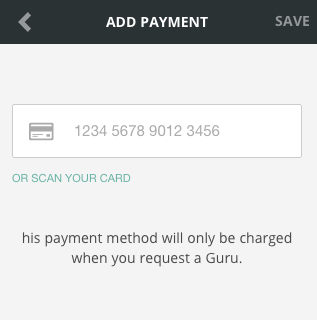 ADD PAYMENT
SAVE
1234 5678 9012 3456
OR SCAN YOUR CARD
his payment method will only be charged
when you request a Guru.